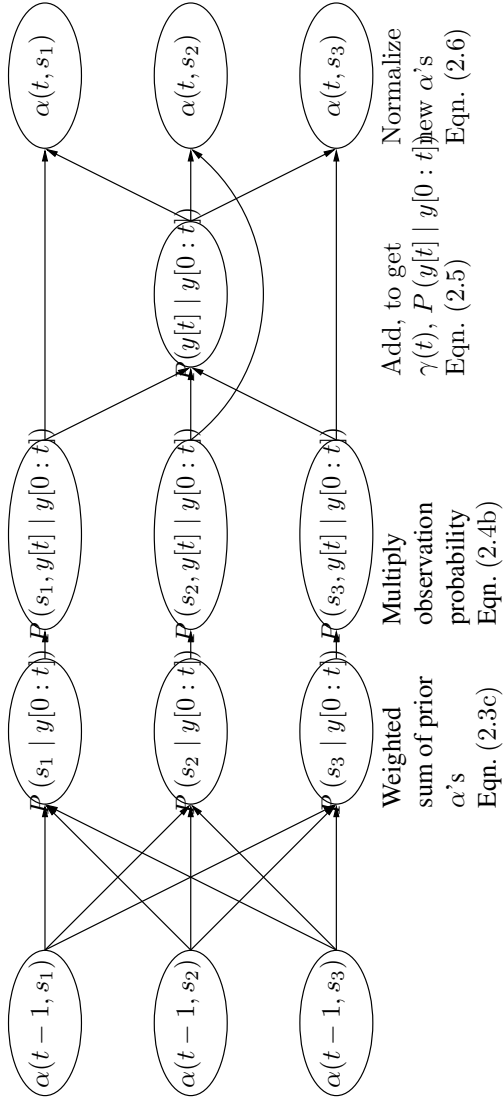 α(t − 1, s₁)
α(t − 1, s₂)
α(t − 1, s₃)
P (s₁ | y[0 : t])
P (s₂ | y[0 : t])
P (s₃ | y[0 : t])
P (s₁, y[t] | y[0 : t])
P (s₂, y[t] | y[0 : t])
P (s₃, y[t] | y[0 : t])
P (y[t] | y[0 : t])
α(t, s₁)
α(t, s₂)
α(t, s₃)
Weighted
sum of prior
α's
Eqn. (2.3c)
Multiply
observation
probability
Eqn. (2.4b)
Add, to get
γ(t), P (y[t] | y[0 : t])
Eqn. (2.5)
Normalize
new α's
Eqn. (2.6)